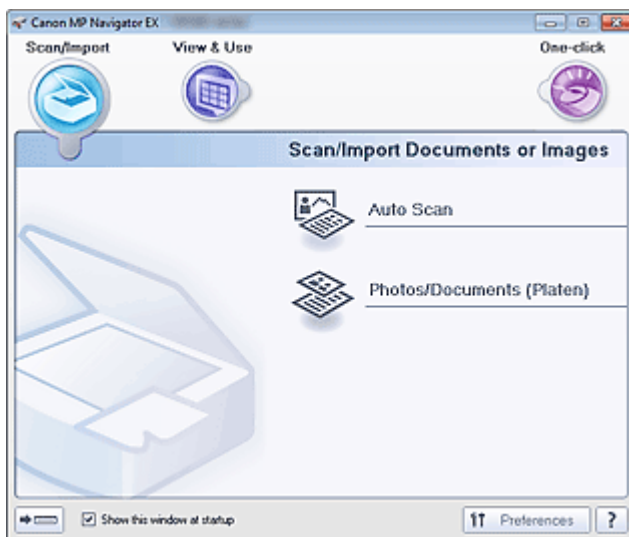 Canon MP Navigator EX
Scan/Import
View & Use
One-click
Scan/Import Documents or Images
Auto Scan
Photos/Documents (Platen)
Show this window at startup
Preferences
?